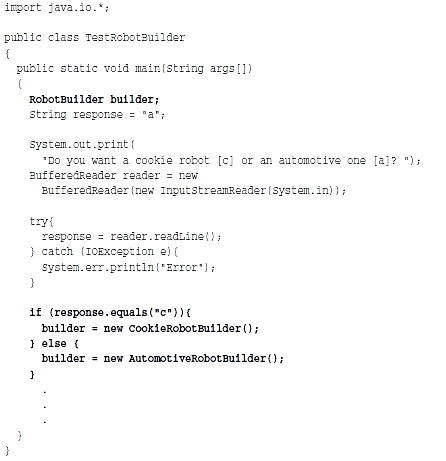 import java.io.*;
public class TestRobotBuilder
{
public static void main(String args[])
{
RobotBuilder builder;
String response = "a";
System.out.print(
"Do you want a cookie robot [c] or an automotive one [a]? ");
BufferedReader reader = new
BufferedReader(new InputStreamReader(System.in));
try{
response = reader.readLine();
} catch (IOException e){
System.err.println("Error");
}
if (response.equals("c")){
builder = new CookieRobotBuilder();
} else {
builder = new AutomotiveRobotBuilder();
}
.
.
.
}
}